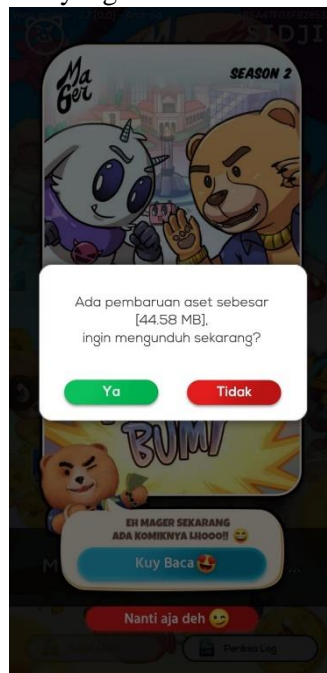 SIDJI
Ma
Ger
SEASON 2
Ada pembaruan aset sebesar
[44.58 MB],
ingin mengunduh sekarang?
Ya
Tidak
BUMI
EH MAGER SEKARANG
ADA KOMIKNYA LHOOO!! 😄
Kuy Baca 🤩
Nanti aja deh 😜
Periksa Log